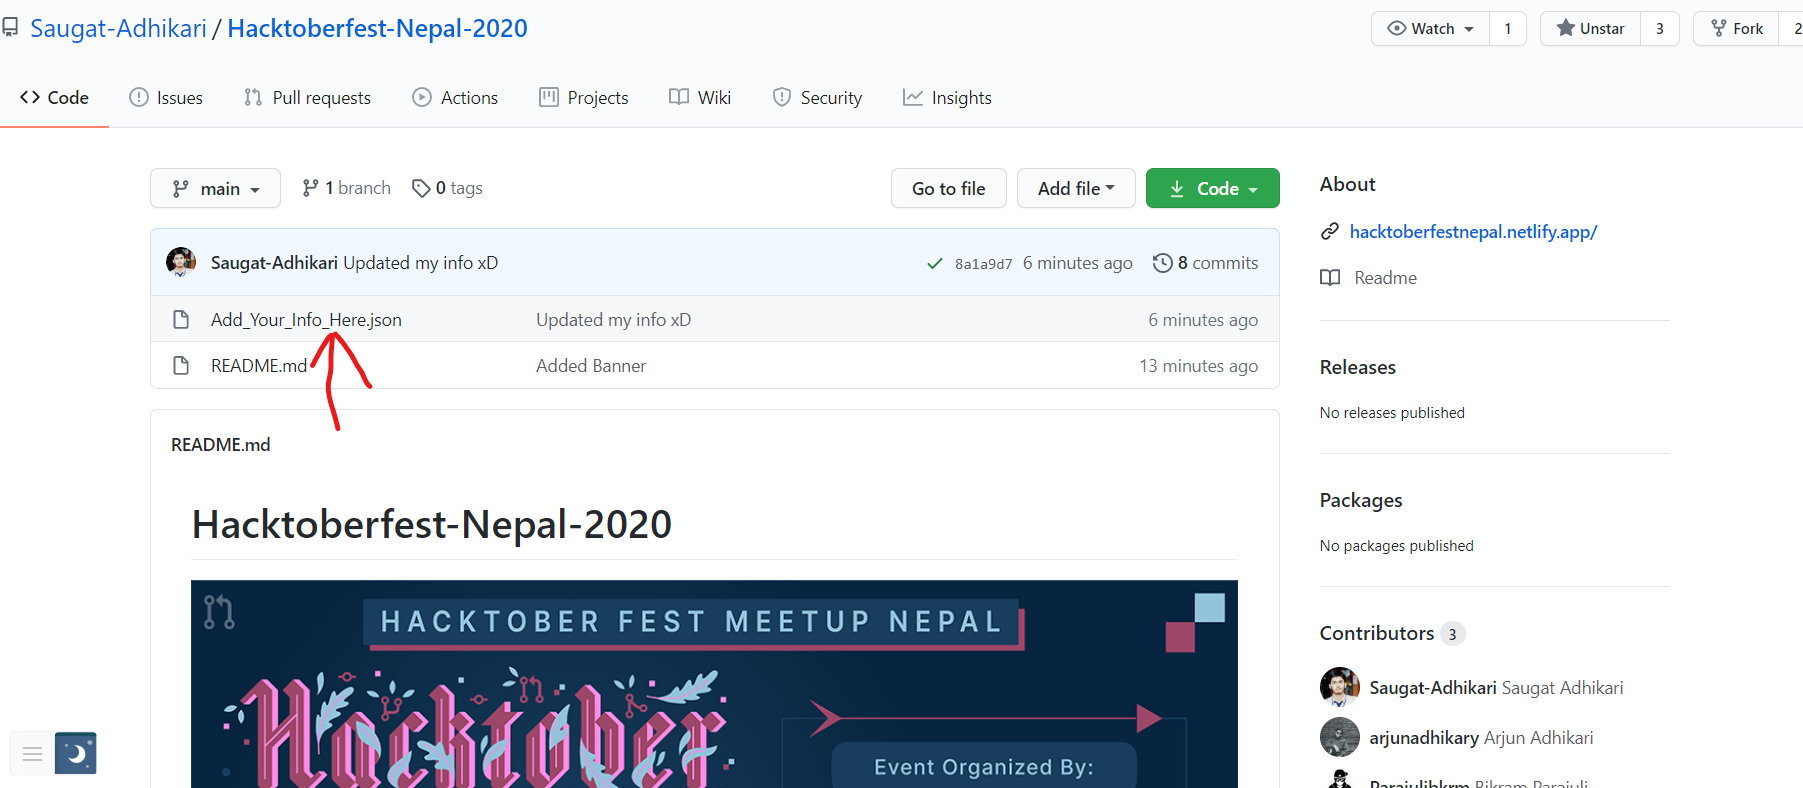 Saugat-Adhikari / Hacktoberfest-Nepal-2020
Watch 1
Unstar 3
Fork 2
Code
Issues
Pull requests
Actions
Projects
Wiki
Security
Insights
main
1 branch
0 tags
Go to file
Add file
Code
Saugat-Adhikari Updated my info xD
8a1a9d7 6 minutes ago
8 commits
Add_Your_Info_Here.json Updated my info xD 6 minutes ago
README.md Added Banner 13 minutes ago
README.md
Hacktoberfest-Nepal-2020
HACKTOBER FEST MEETUP NEPAL
Hacktober
Event Organized By:
About
hacktoberfestnepal.netlify.app/
Readme
Releases
No releases published
Packages
No packages published
Contributors 3
Saugat-Adhikari Saugat Adhikari
arjunadhikary Arjun Adhikari
Parajulibkrm Bikram Parajuli